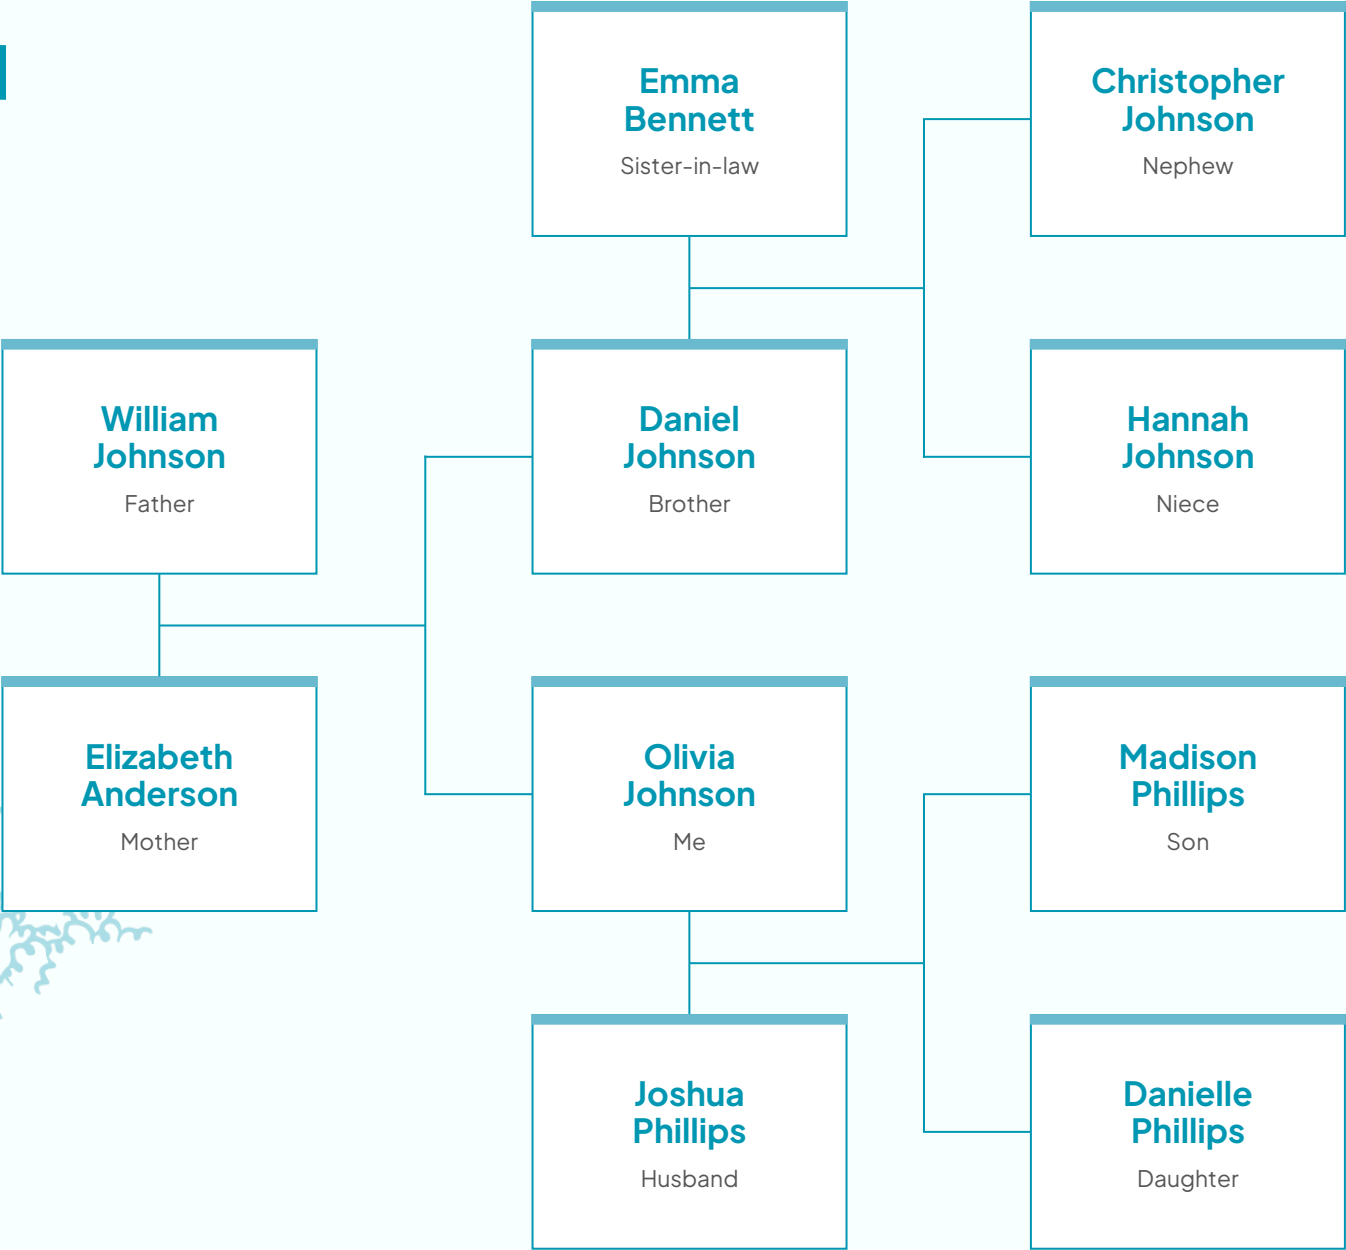 Emma
Bennett
Sister-in-law
Christopher
Johnson
Nephew
William
Johnson
Father
Daniel
Johnson
Brother
Hannah
Johnson
Niece
Elizabeth
Anderson
Mother
Olivia
Johnson
Me
Madison
Phillips
Son
Joshua
Phillips
Husband
Danielle
Phillips
Daughter